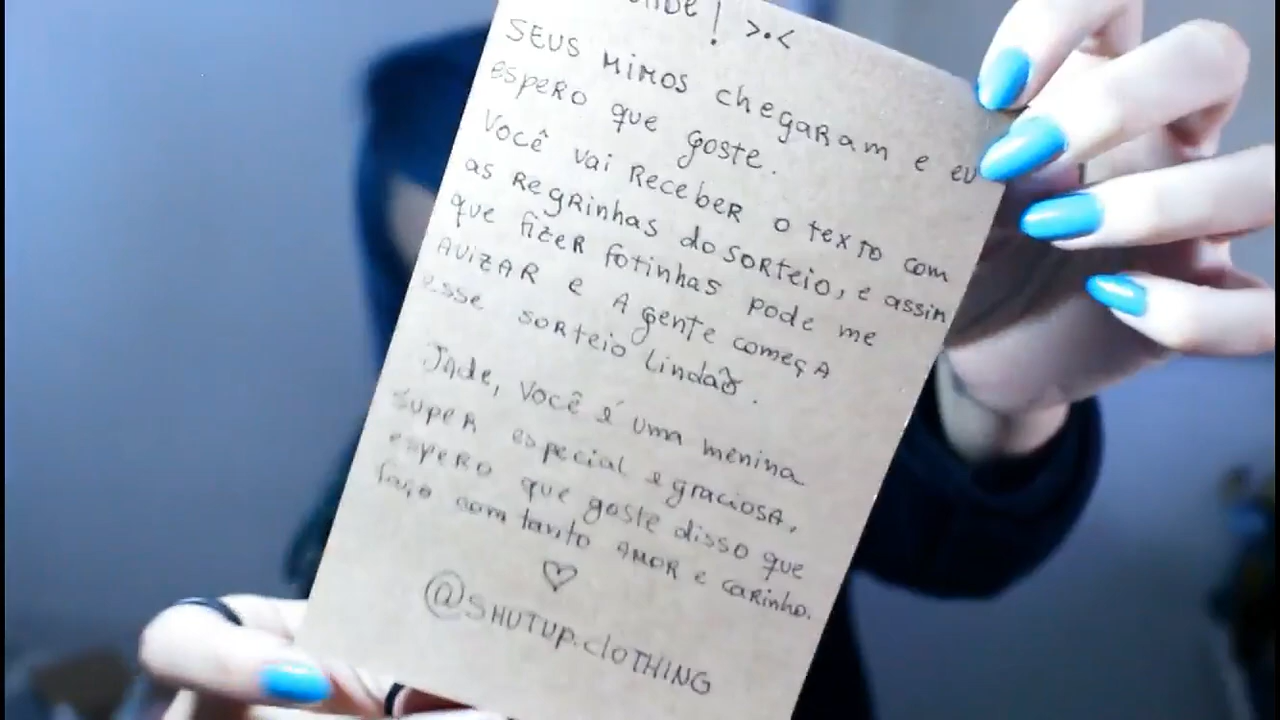 ! >.<
SEUS MIMOS chegaRam e eu
espeRo que goste.
Você vai ReceбeR o texto com
as RegRinhas do soRteio, e assim
que fizeR fotinhas pode me
AvizAR e A gente começA
esse soRteio lindão.
JAde, você é uma menina
supeR especial e graciosA,
espeRo que goste disso que
faço com tanto AmoR e caRinho.
♡
@SHUTUP.clOTHING